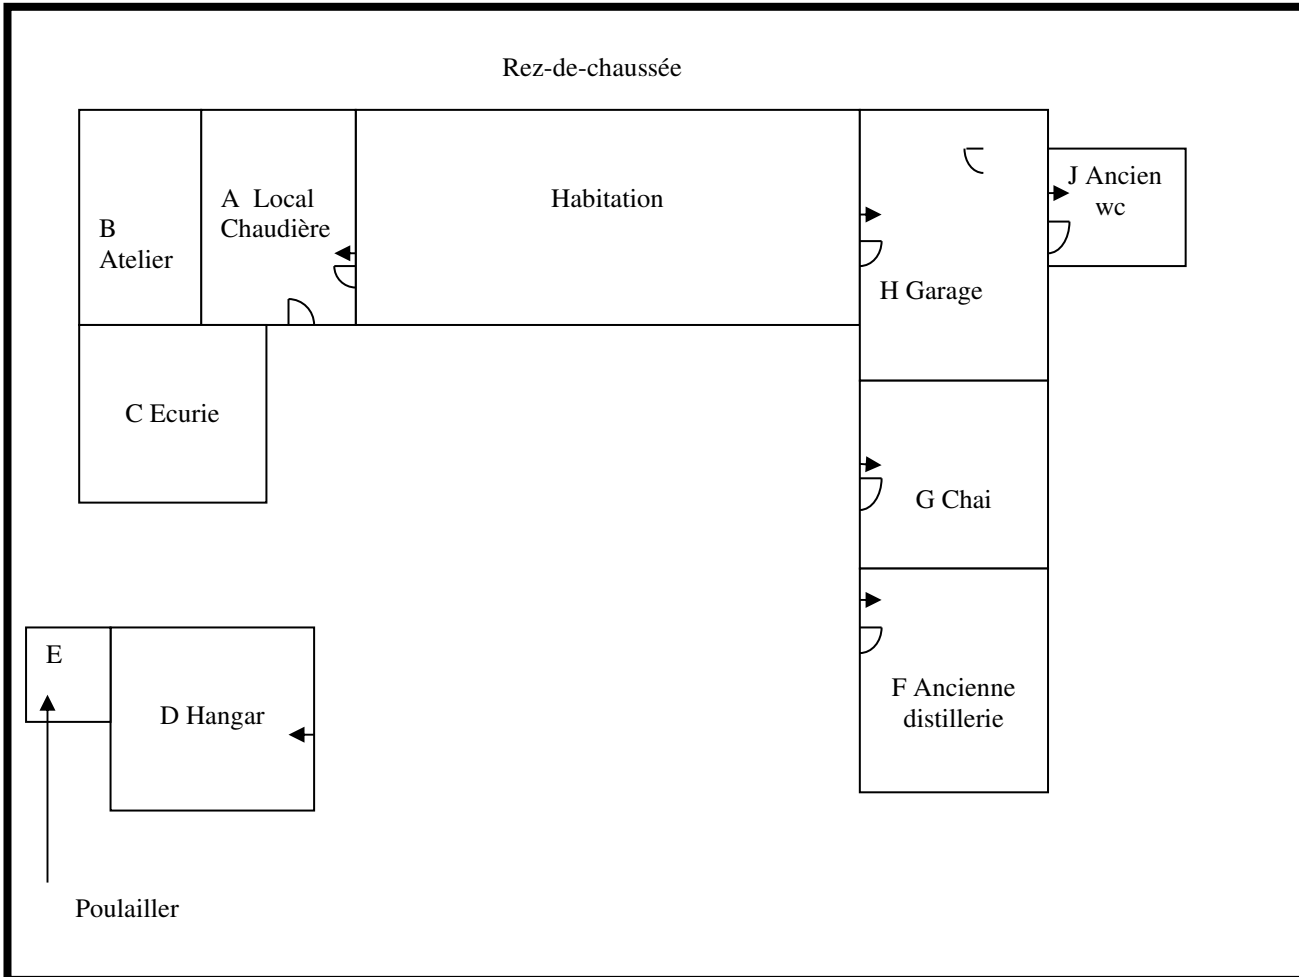 Rez-de-chaussée
B
Atelier
A  Local
Chaudière
Habitation
H Garage
J Ancien
wc
C Ecurie
G Chai
E
D Hangar
F Ancienne
distillerie
Poulailler